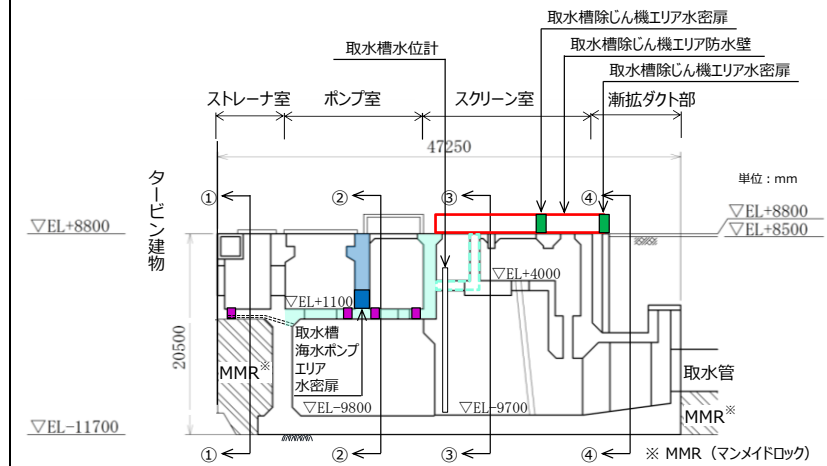 取水槽除じん機エリア水密扉
取水槽水位計
取水槽除じん機エリア防水壁
取水槽除じん機エリア水密扉
ストレーナ室
ポンプ室
スクリーン室
漸拡ダクト部
47250
単位：mm
タービン建物
①
②
③
④
▽EL+8800
▽EL+8800
▽EL+8500
▽EL+4000
▽EL+1100
20500
取水槽
海水ポンプ
エリア
水密扉
MMR※
取水管
MMR※
▽EL-9800
▽EL-9700
▽EL-11700
①
②
③
④
※ MMR（マンメイドロック）